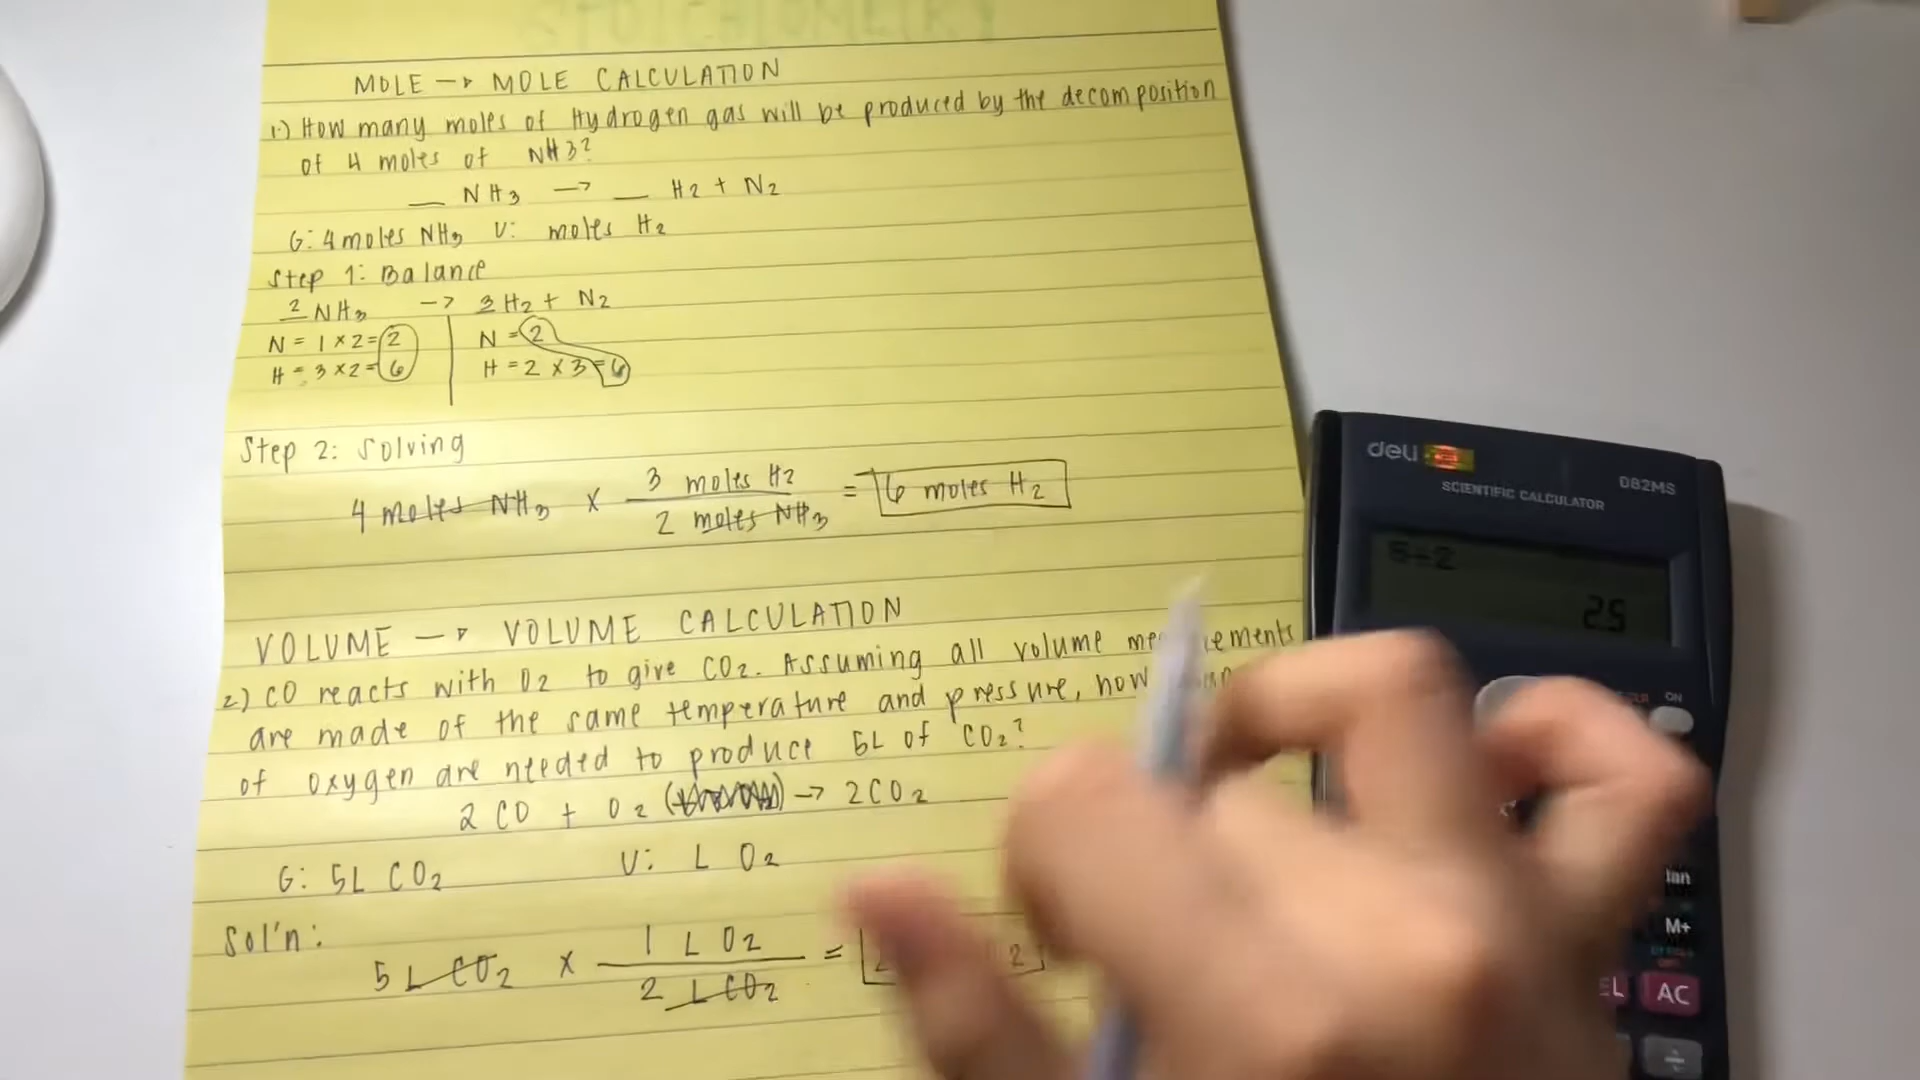 STOICHIOMETRY
MOLE → MOLE CALCULATION
1.) How many moles of Hydrogen gas will be produced by the decomposition
of 4 moles of NH3?
__ NH3 → __ H2 + N2
G: 4 moles NH3 U: moles H2
Step 1: Balance
2 NH3 → 3 H2 + N2
N = 1 x 2 = 2 N = 2
H = 3 x 2 = 6 H = 2 x 3 = 6
Step 2: Solving
4 moles NH3 x 3 moles H2 / 2 moles NH3 = 6 moles H2
VOLUME → VOLUME CALCULATION
2.) CO reacts with O2 to give CO2. Assuming all volume
are made of the same temperature and pressure, how
of oxygen are needed to produce 5L of CO2?
2 CO + O2 → 2CO2
G: 5L CO2 U: L O2
Sol'n:
5 L CO2 x 1 L O2 / 2 L CO2 =
deli
D82MS
SCIENTIFIC CALCULATOR
5÷2
2.5
ON
tan
M+
AC
÷